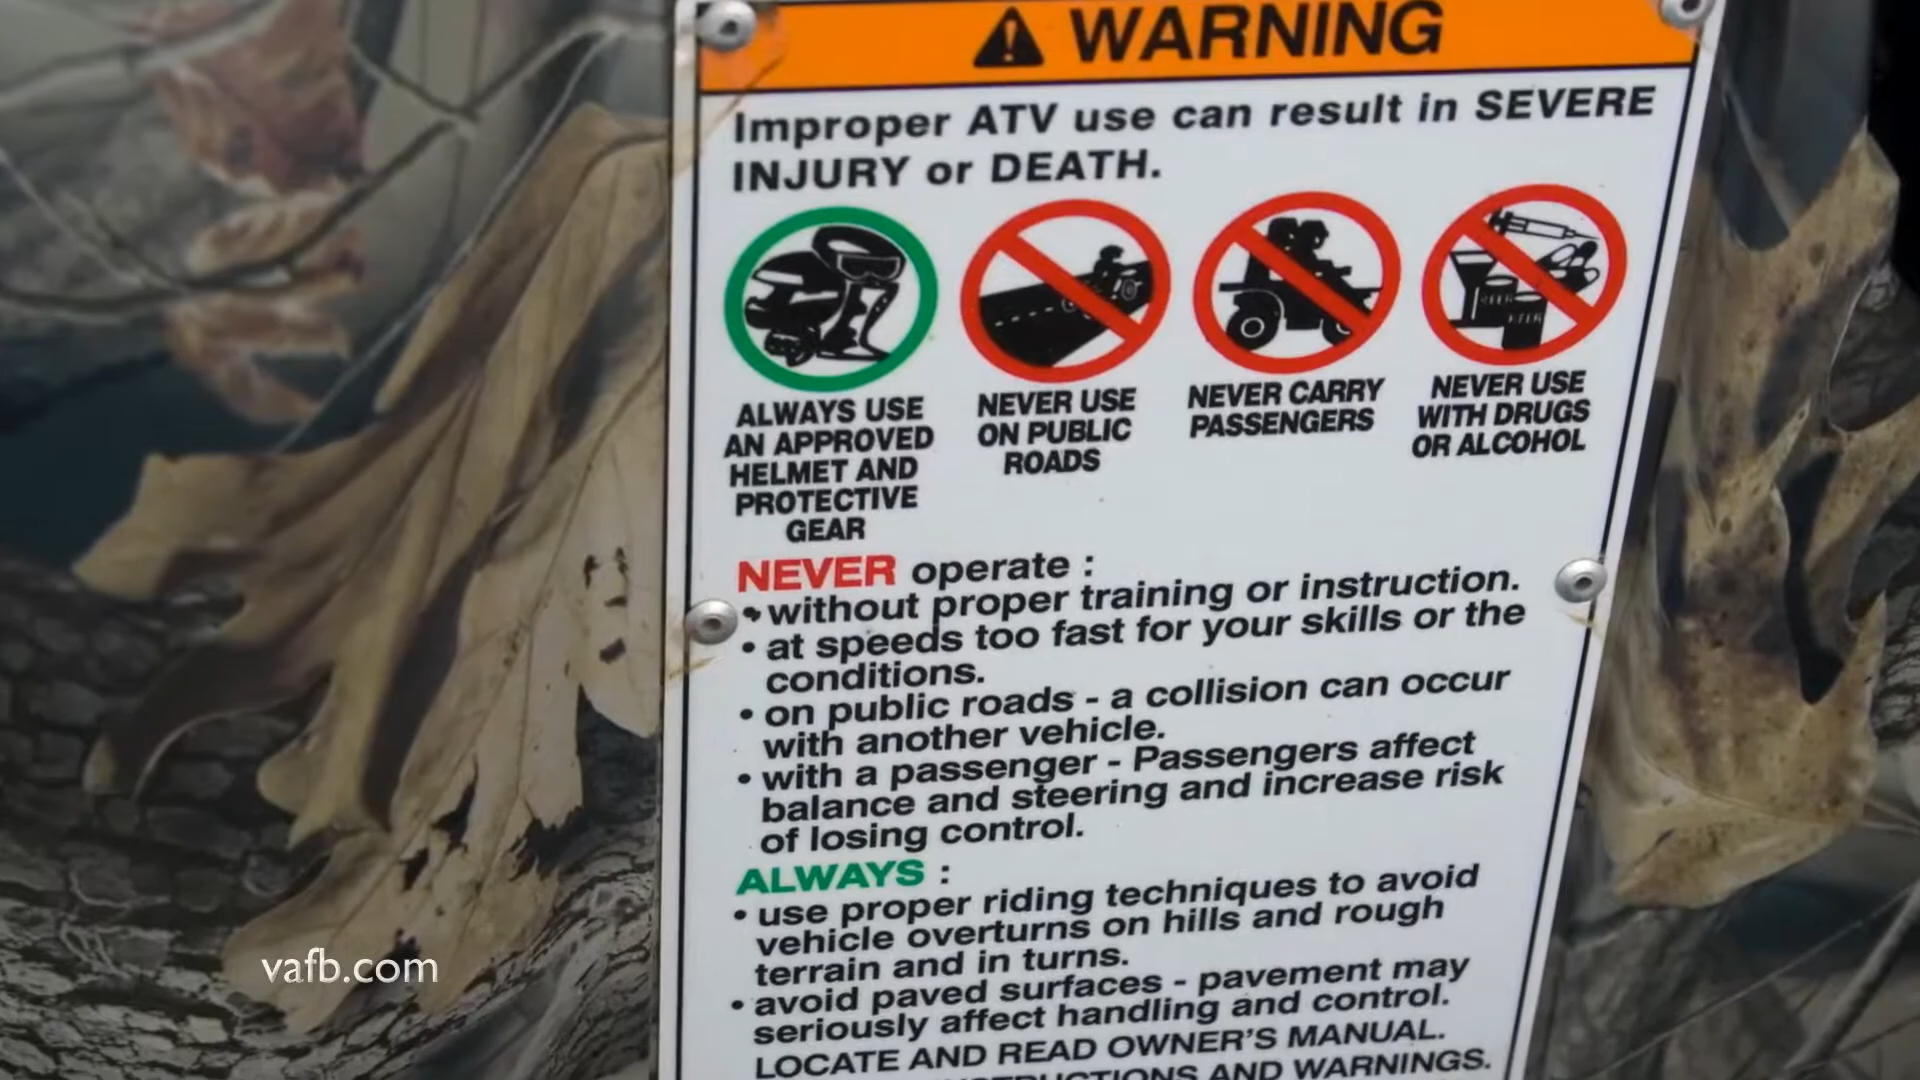 WARNING
Improper ATV use can result in SEVERE
INJURY or DEATH.
ALWAYS USE
AN APPROVED
HELMET AND
PROTECTIVE
GEAR
NEVER USE
ON PUBLIC
ROADS
NEVER CARRY
PASSENGERS
BEER
BEER
NEVER USE
WITH DRUGS
OR ALCOHOL
NEVER operate :
• without proper training or instruction.
• at speeds too fast for your skills or the
conditions.
• on public roads - a collision can occur
with another vehicle.
• with a passenger - Passengers affect
balance and steering and increase risk
of losing control.
ALWAYS :
• use proper riding techniques to avoid
vehicle overturns on hills and rough
terrain and in turns.
• avoid paved surfaces - pavement may
seriously affect handling and control.
LOCATE AND READ OWNER'S MANUAL.
AND WARNINGS.
vafb.com